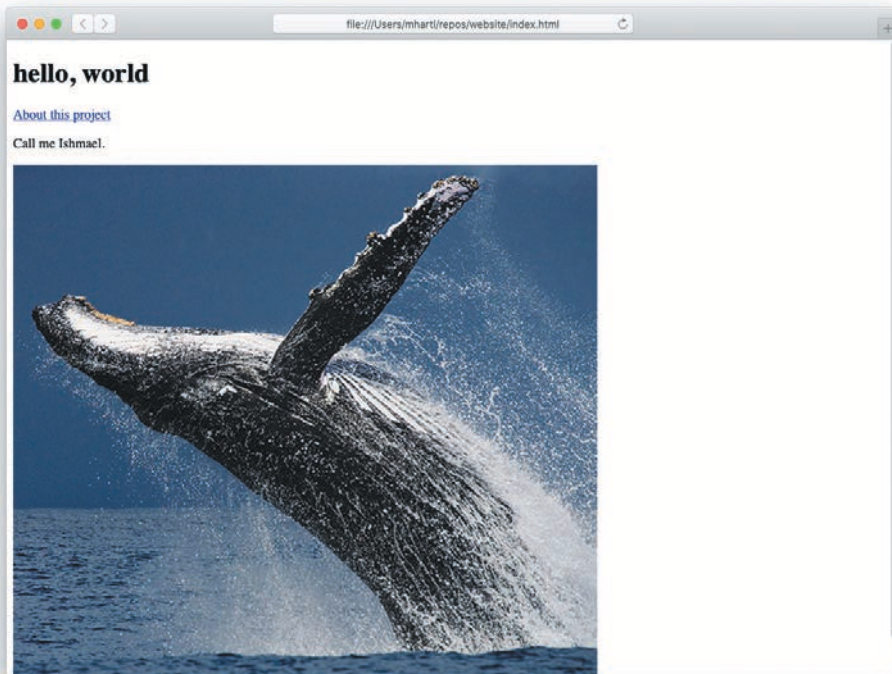 file:///Users/mhartl/repos/website/index.html
hello, world
About this project
Call me Ishmael.